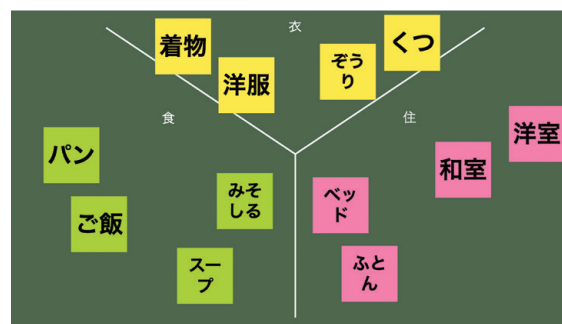 衣
着物
洋服
ぞう
り
くつ
食
パン
ご飯
みそ
しる
スー
プ
住
洋室
和室
ベッ
ド
ふと
ん